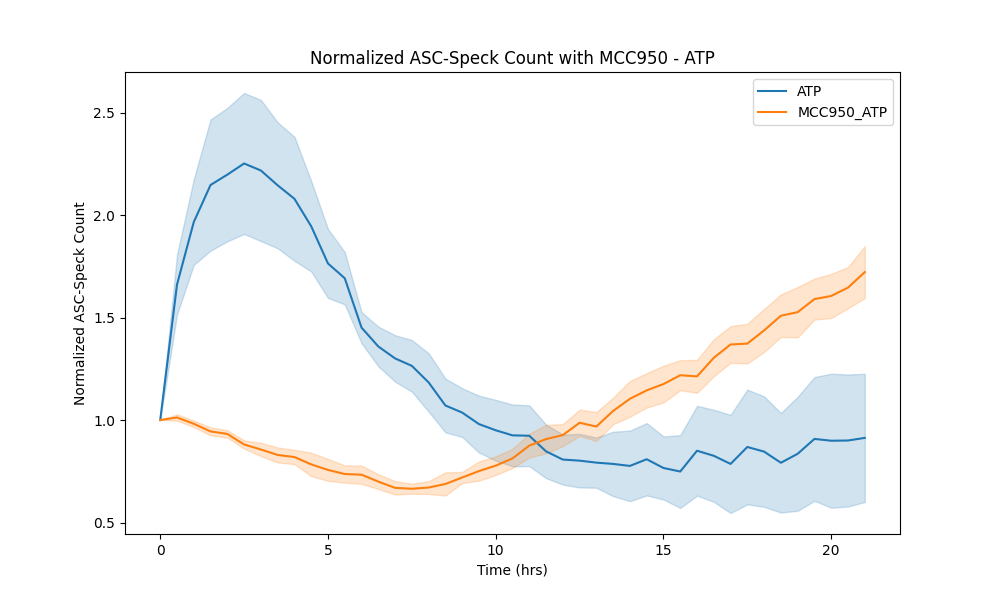 Normalized ASC-Speck Count with MCC950 - ATP
ATP
MCC950_ATP
Normalized ASC-Speck Count
2.5
2.0
1.5
1.0
0.5
0
5
10
15
20
Time (hrs)